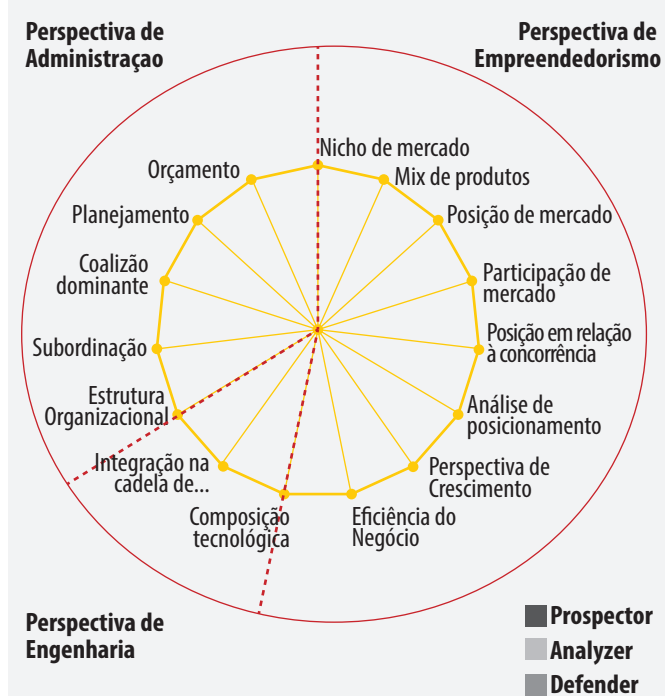 Perspectiva de
Administraçao
Perspectiva de
Empreendedorismo
Nicho de mercado
Mix de produtos
Posição de mercado
Participação de
mercado
Posição em relação
à concorrência
Análise de
posicionamento
Perspectiva de
Crescimento
Eficiência do
Negócio
Composição
tecnológica
Integração na
cadela de...
Estrutura
Organizacional
Subordinação
Coalizão
dominante
Planejamento
Orçamento
Perspectiva de
Engenharia
Prospector
Analyzer
Defender